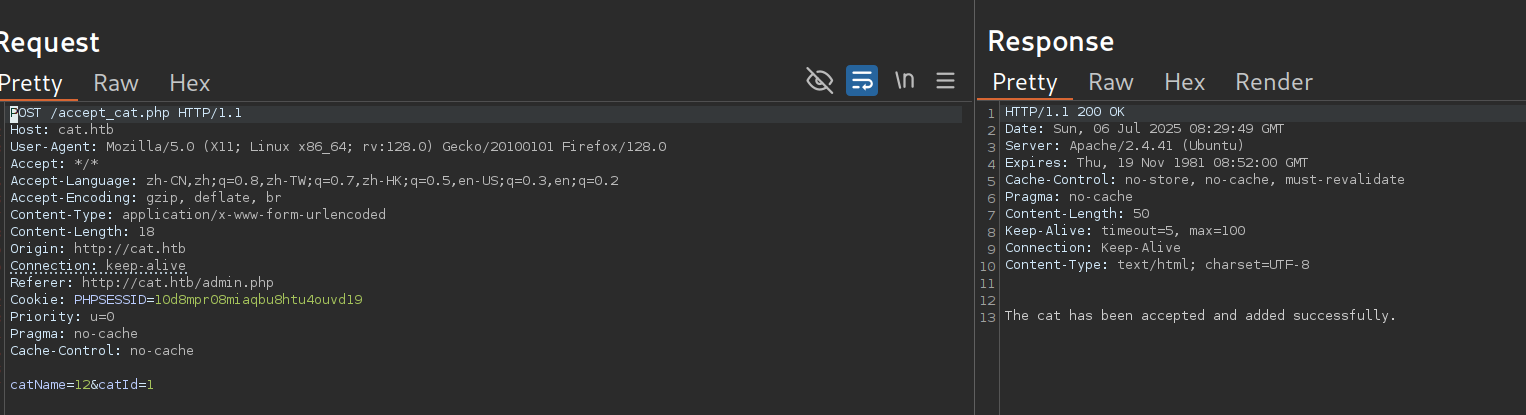 Request
Pretty Raw Hex \n
POST /accept_cat.php HTTP/1.1
Host: cat.htb
User-Agent: Mozilla/5.0 (X11; Linux x86_64; rv:128.0) Gecko/20100101 Firefox/128.0
Accept: */*
Accept-Language: zh-CN,zh;q=0.8,zh-TW;q=0.7,zh-HK;q=0.5,en-US;q=0.3,en;q=0.2
Accept-Encoding: gzip, deflate, br
Content-Type: application/x-www-form-urlencoded
Content-Length: 18
Origin: http://cat.htb
Connection: keep-alive
Referer: http://cat.htb/admin.php
Cookie: PHPSESSID=10d8mpr08miaqbu8htu4ouvd19
Priority: u=0
Pragma: no-cache
Cache-Control: no-cache
catName=12&catId=1
Response
Pretty Raw Hex Render
1 HTTP/1.1 200 OK
2 Date: Sun, 06 Jul 2025 08:29:49 GMT
3 Server: Apache/2.4.41 (Ubuntu)
4 Expires: Thu, 19 Nov 1981 08:52:00 GMT
5 Cache-Control: no-store, no-cache, must-revalidate
6 Pragma: no-cache
7 Content-Length: 50
8 Keep-Alive: timeout=5, max=100
9 Connection: Keep-Alive
10 Content-Type: text/html; charset=UTF-8
11
12
13 The cat has been accepted and added successfully.